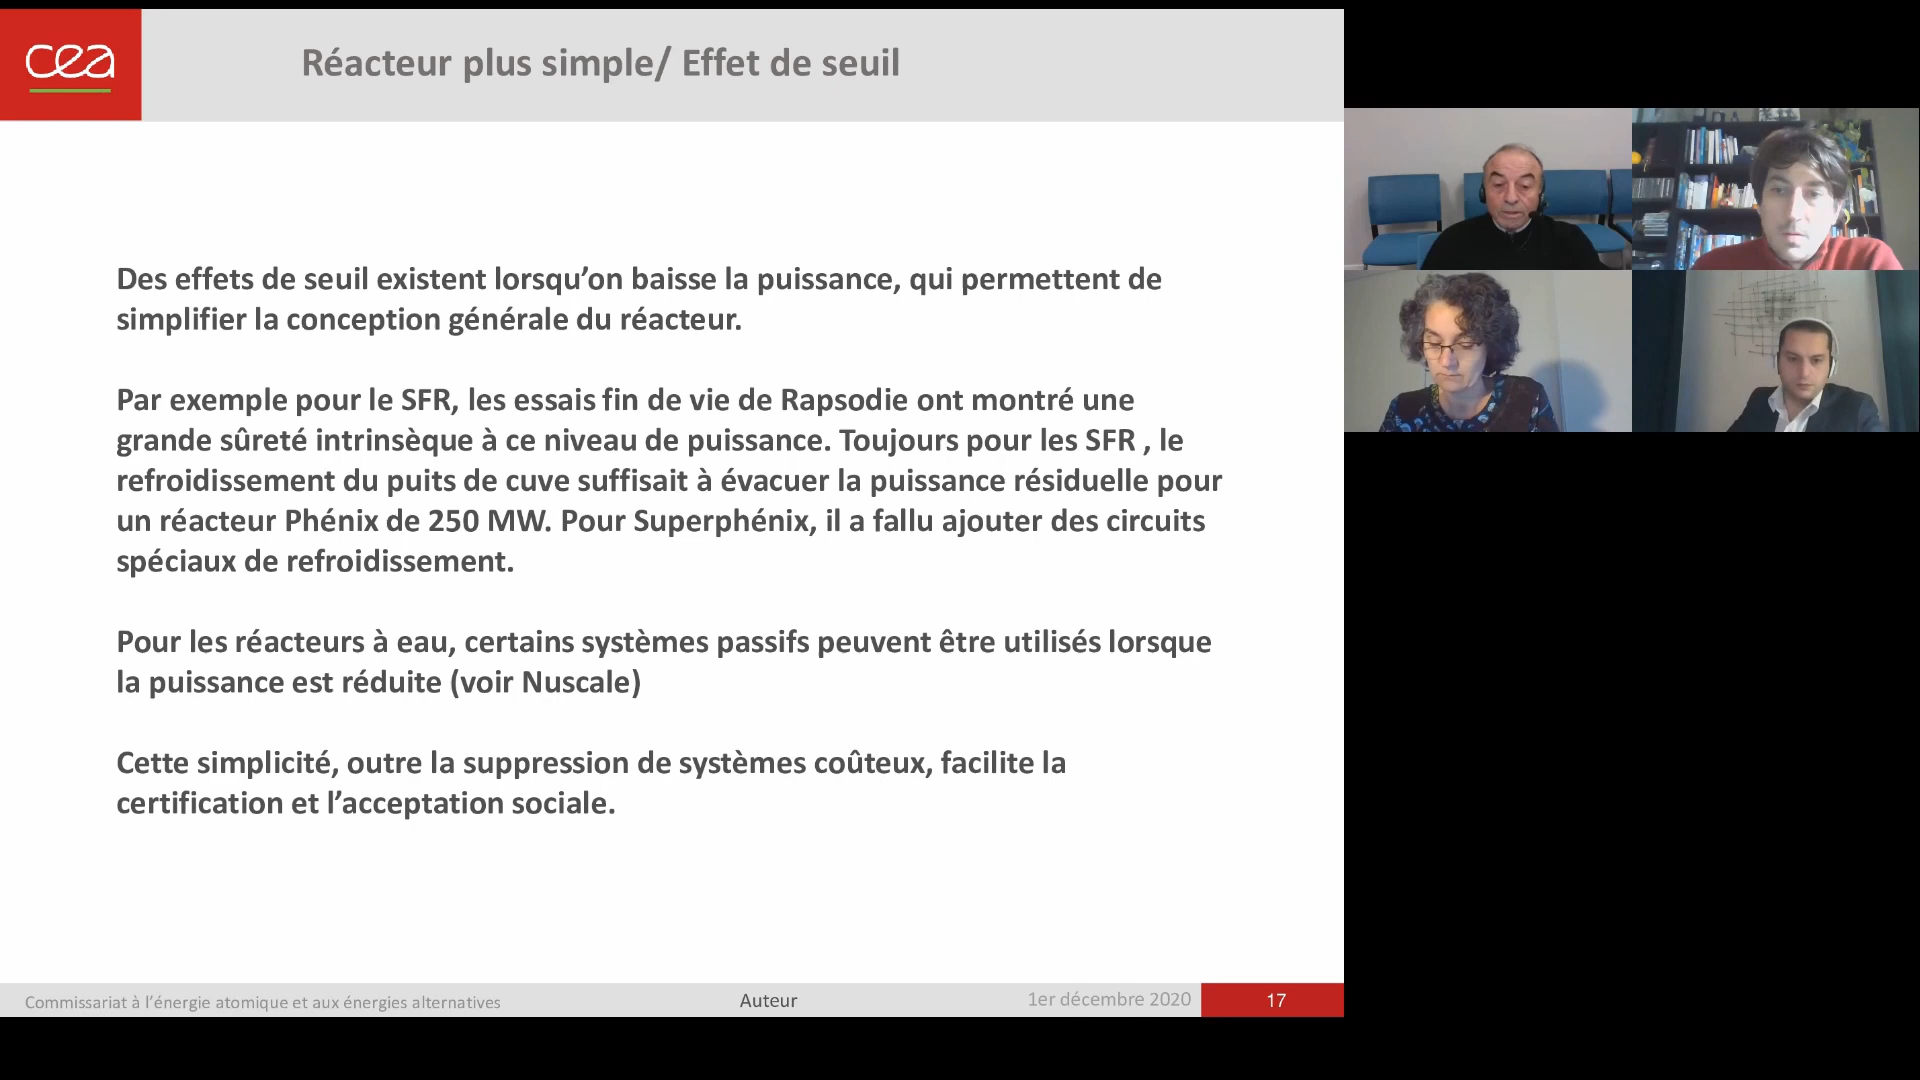 cea
Réacteur plus simple/ Effet de seuil
Des effets de seuil existent lorsqu’on baisse la puissance, qui permettent de
simplifier la conception générale du réacteur.
Par exemple pour le SFR, les essais fin de vie de Rapsodie ont montré une
grande sûreté intrinsèque à ce niveau de puissance. Toujours pour les SFR , le
refroidissement du puits de cuve suffisait à évacuer la puissance résiduelle pour
un réacteur Phénix de 250 MW. Pour Superphénix, il a fallu ajouter des circuits
spéciaux de refroidissement.
Pour les réacteurs à eau, certains systèmes passifs peuvent être utilisés lorsque
la puissance est réduite (voir Nuscale)
Cette simplicité, outre la suppression de systèmes coûteux, facilite la
certification et l’acceptation sociale.
Commissariat à l’énergie atomique et aux énergies alternatives
Auteur
1er décembre 2020
17